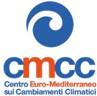 cmcc
Centro Euro-Mediterraneo
sui Cambiamenti Climatici